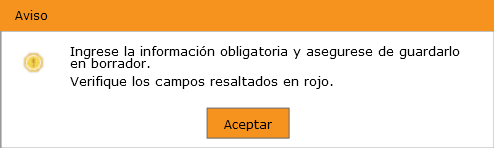 Aviso
Ingrese la información obligatoria y asegurese de guardarlo
en borrador.
Verifique los campos resaltados en rojo.
Aceptar